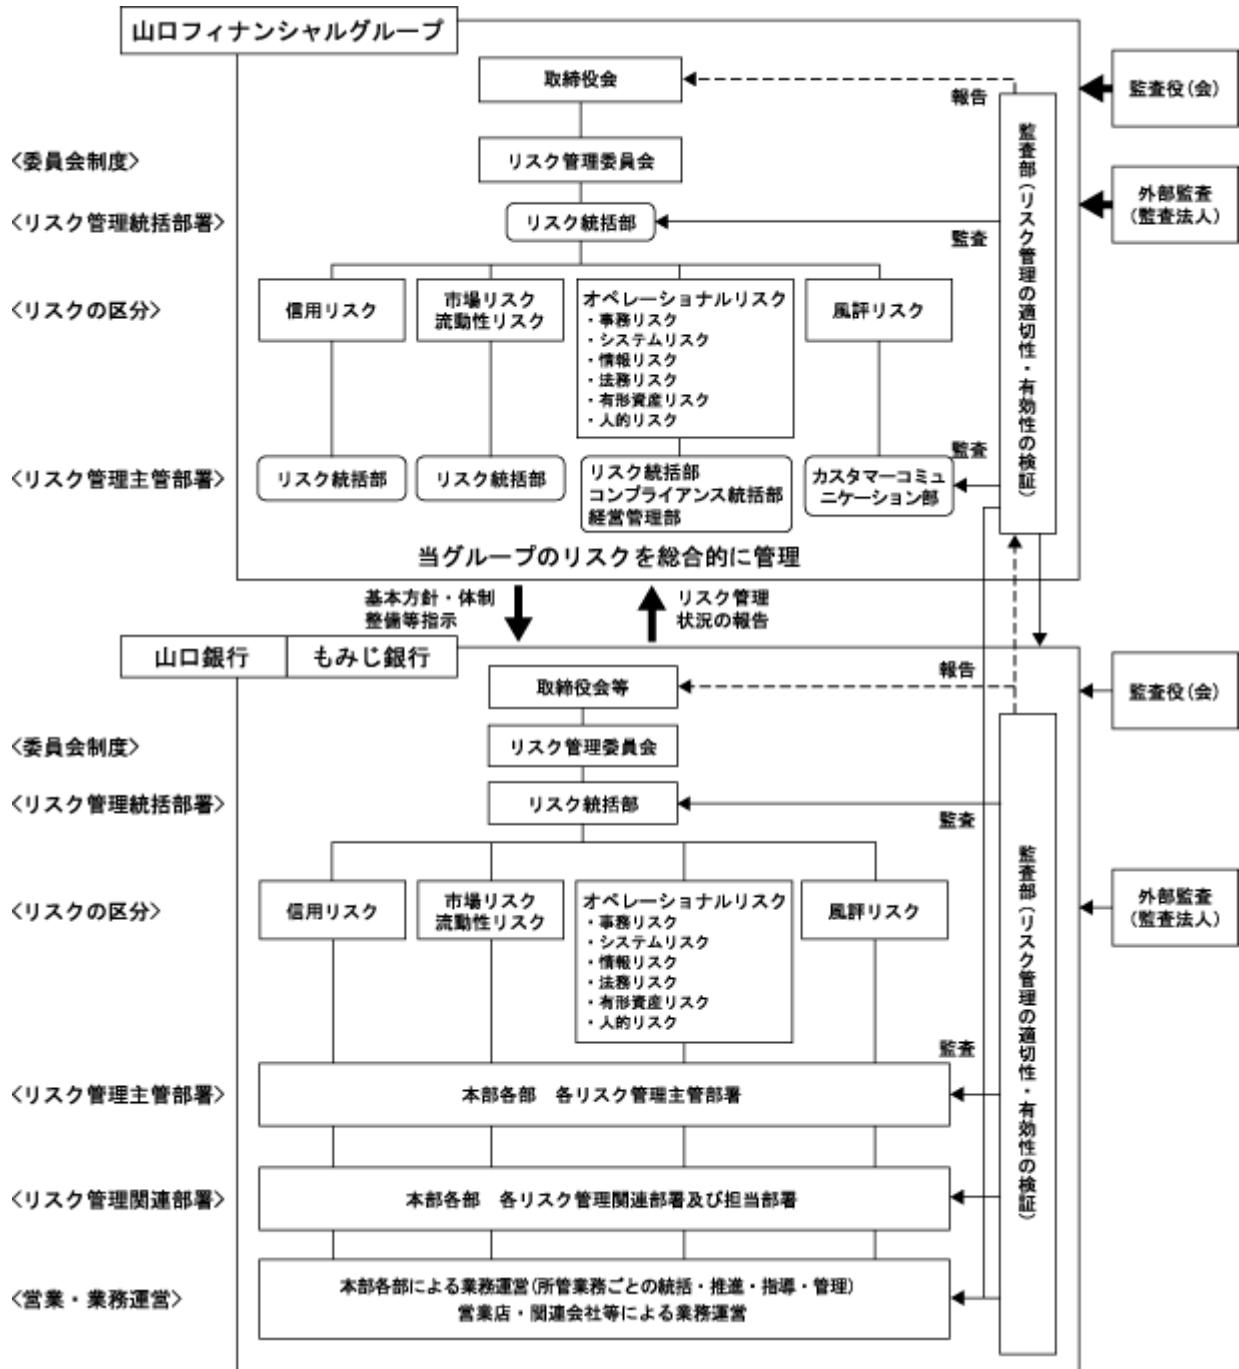 山口フィナンシャルグループ
取締役会
報告
監査役(会)
<委員会制度>
リスク管理委員会
<リスク管理統括部署>
リスク統括部
監査
外部監査
(監査法人)
監査部(リスク管理の適切性・有効性の検証)
<リスクの区分>
信用リスク
市場リスク
流動性リスク
オペレーショナルリスク
・事務リスク
・システムリスク
・情報リスク
・法務リスク
・有形資産リスク
・人的リスク
風評リスク
<リスク管理主管部署>
リスク統括部
リスク統括部
リスク統括部
コンプライアンス統括部
経営管理部
カスタマーコミュ
ニケーション部
監査
当グループのリスクを総合的に管理
基本方針・体制
整備等指示
リスク管理
状況の報告
山口銀行
もみじ銀行
取締役会等
報告
監査役(会)
<委員会制度>
リスク管理委員会
<リスク管理統括部署>
リスク統括部
監査
監査部(リスク管理の適切性・有効性の検証)
外部監査
(監査法人)
<リスクの区分>
信用リスク
市場リスク
流動性リスク
オペレーショナルリスク
・事務リスク
・システムリスク
・情報リスク
・法務リスク
・有形資産リスク
・人的リスク
風評リスク
監査
<リスク管理主管部署>
本部各部 各リスク管理主管部署
<リスク管理関連部署>
本部各部 各リスク管理関連部署及び担当部署
<営業・業務運営>
本部各部による業務運営(所管業務ごとの統括・推進・指導・管理)
営業店・関連会社等による業務運営